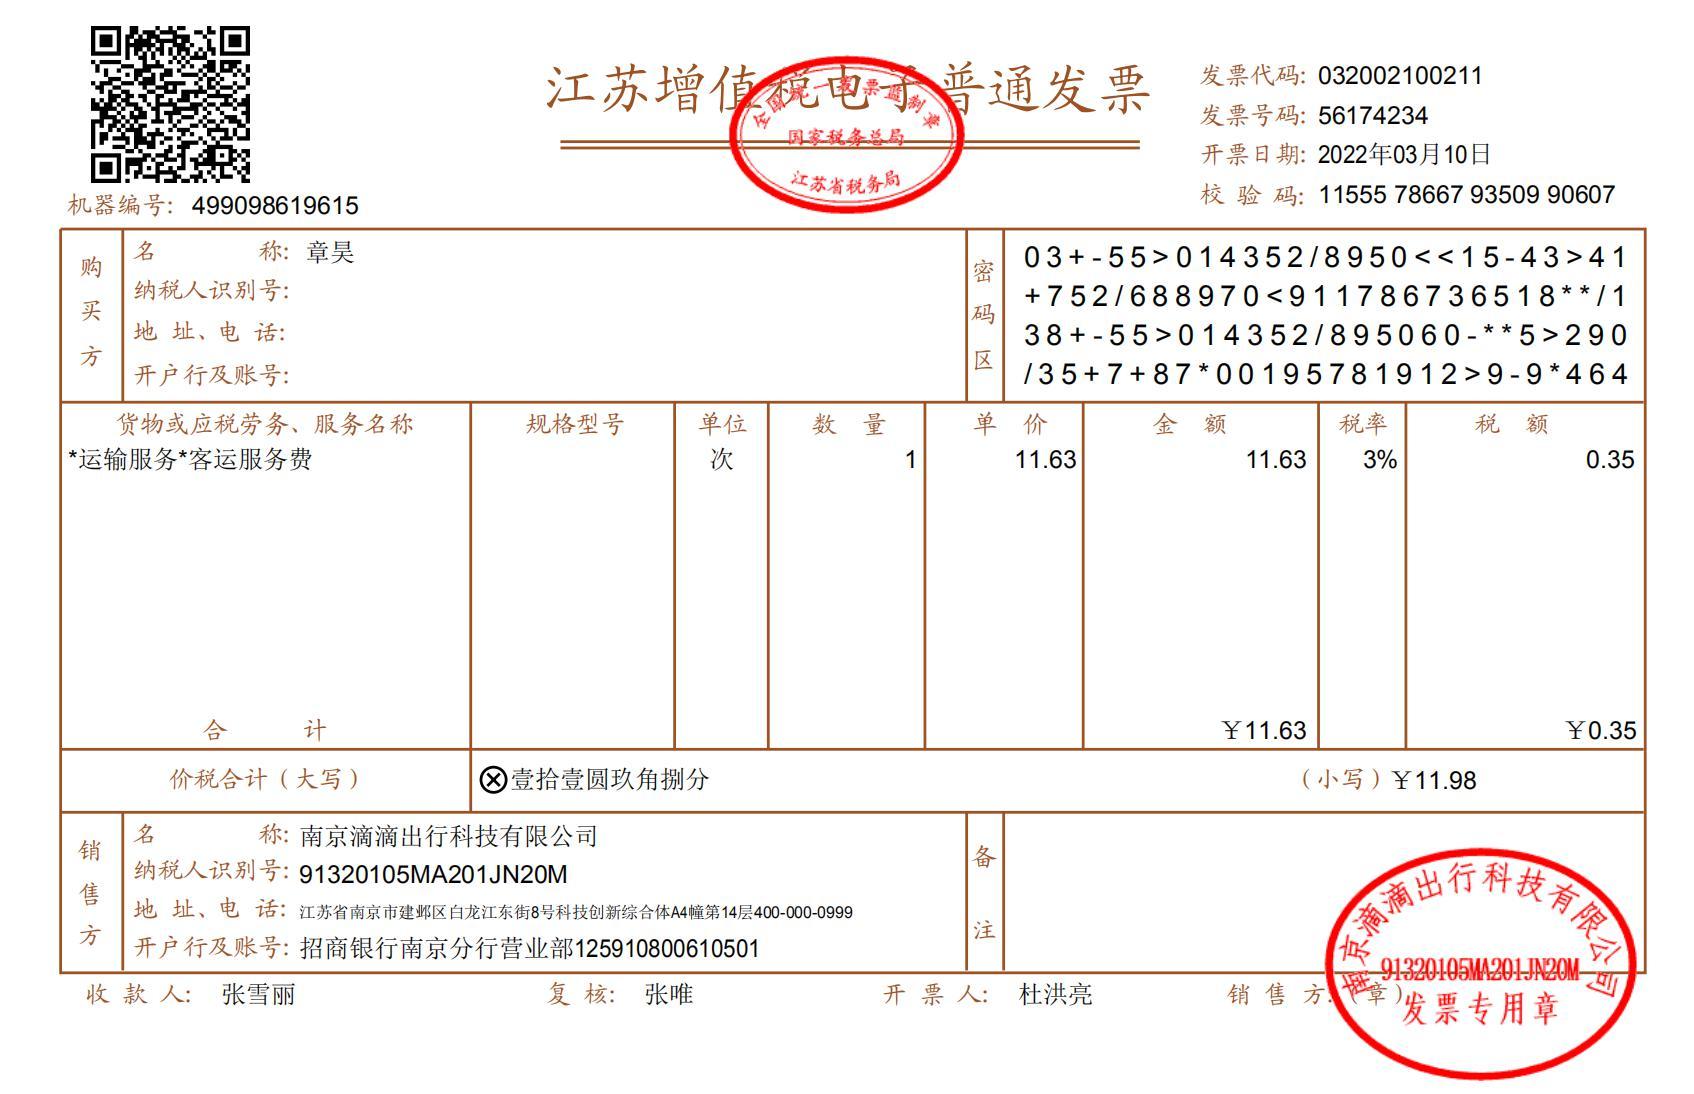 江苏增值税电子普通发票
全国统一发票监制章
国家税务总局
江苏省税务局
发票代码: 032002100211
发票号码: 56174234
开票日期: 2022年03月10日
校 验 码: 11555 78667 93509 90607
机器编号: 499098619615
购买方
名 称: 章昊
纳税人识别号:
地 址、电 话:
开户行及账号:
密码区
03+-55>014352/8950<<15-43>41
+752/688970<911786736518**/1
38+-55>014352/895060-**5>290
/35+7+87*00195781912>9-9*464
货物或应税劳务、服务名称 规格型号 单位 数 量 单 价 金 额 税率 税 额
*运输服务*客运服务费 次 1 11.63 11.63 3% 0.35
合 计 ￥11.63 ￥0.35
价税合计（大写） ⊗壹拾壹圆玖角捌分 （小写）￥11.98
销售方
名 称: 南京滴滴出行科技有限公司
纳税人识别号: 91320105MA201JN20M
地 址、电 话: 江苏省南京市建邺区白龙江东街8号科技创新综合体A4幢第14层400-000-0999
开户行及账号: 招商银行南京分行营业部125910800610501
备注
收 款 人: 张雪丽 复 核: 张唯 开 票 人: 杜洪亮 销 售 方:（章）
南京滴滴出行科技有限公司
91320105MA201JN20M
发票专用章